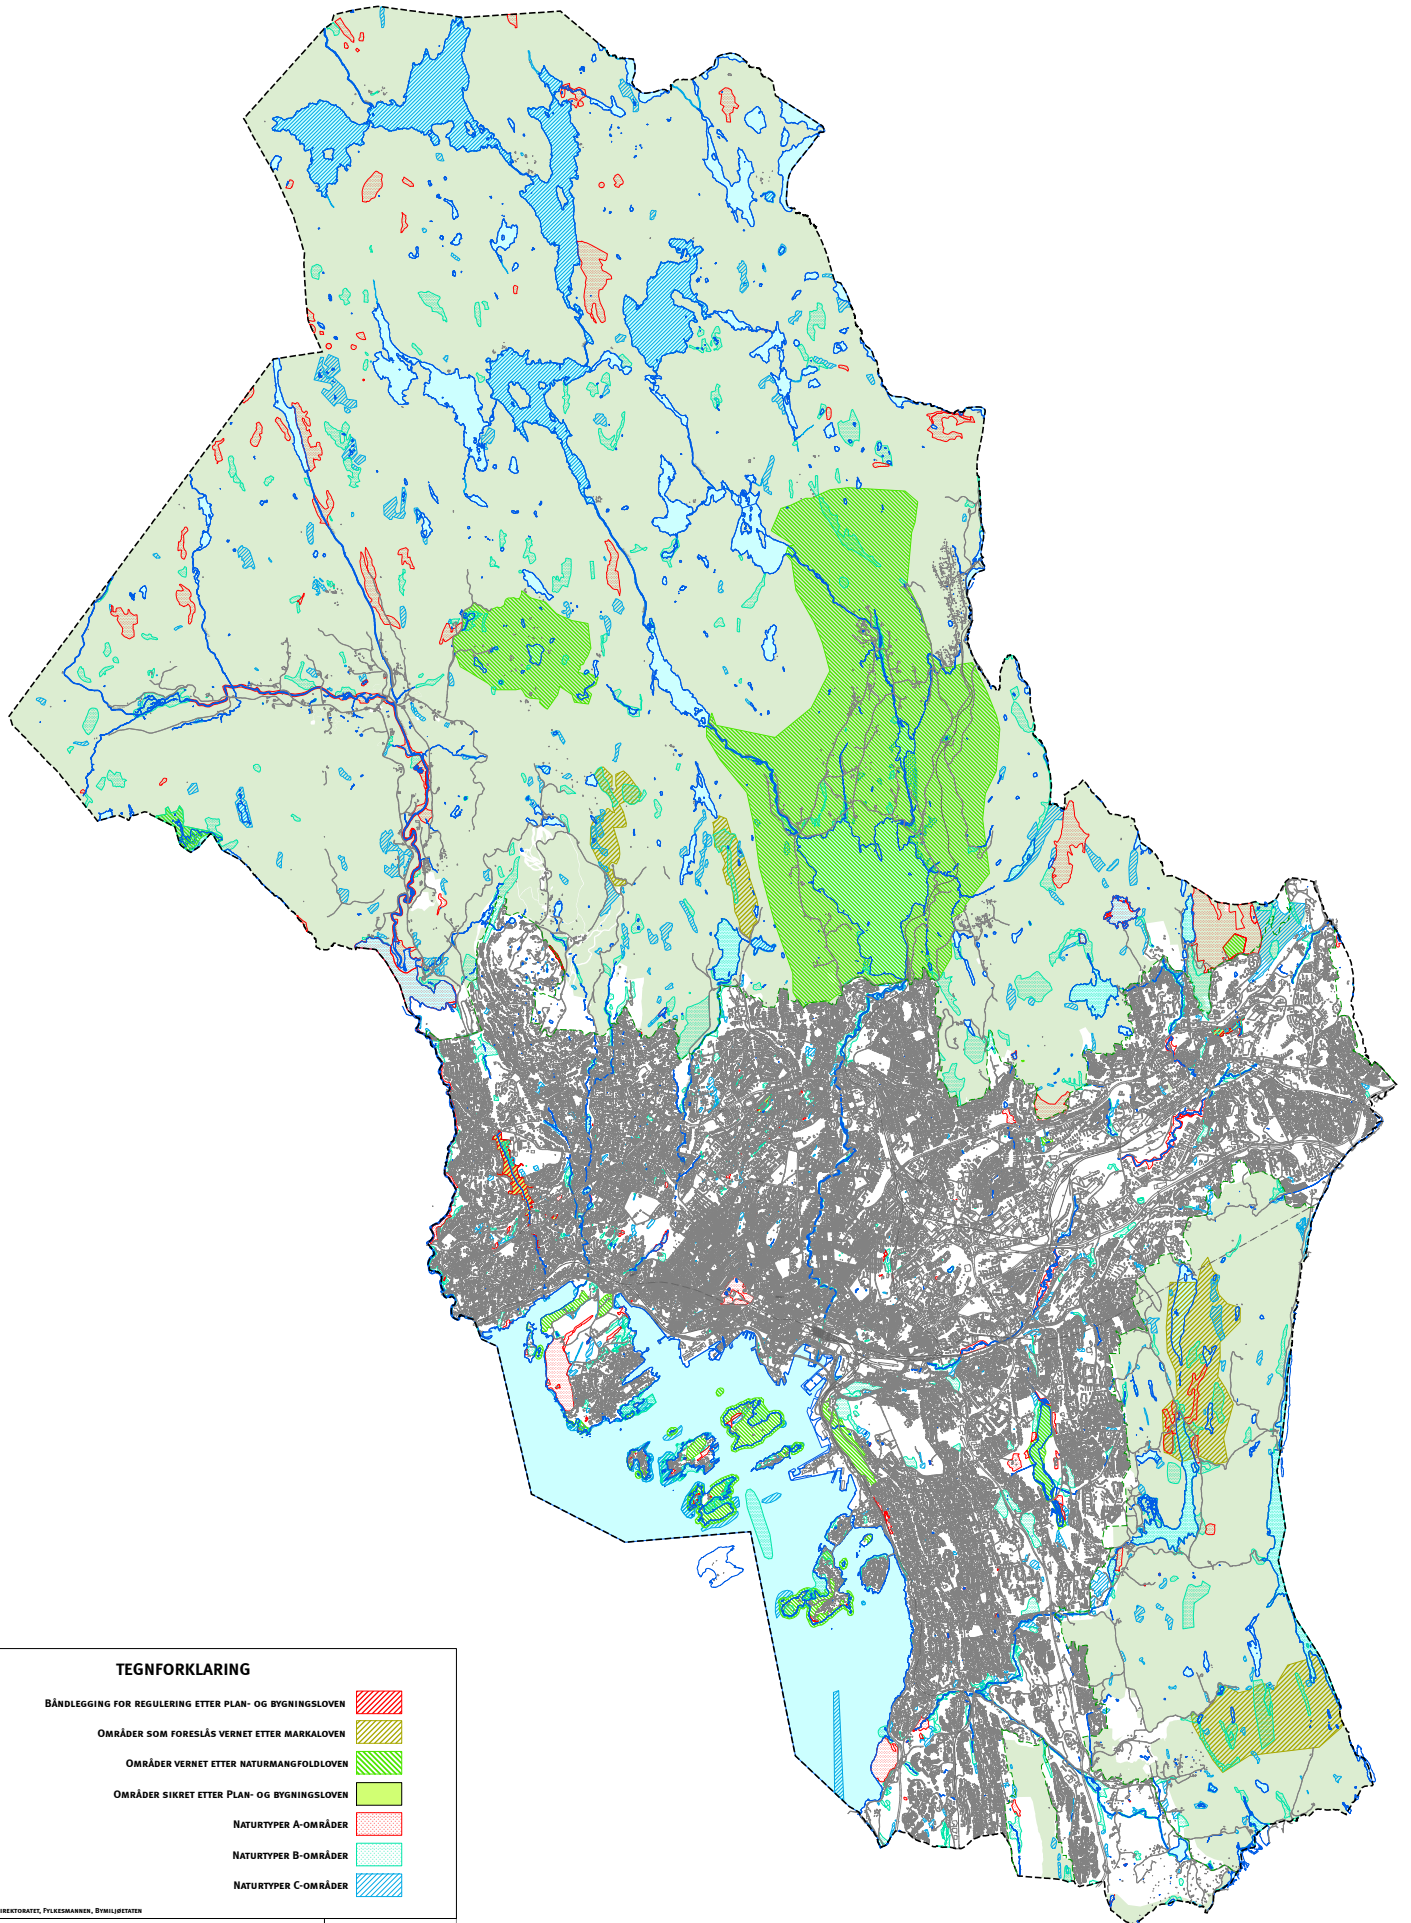 TEGNFORKLARING
BÅNDLEGGING FOR REGULERING ETTER PLAN- OG BYGNINGSLOVEN
OMRÅDER SOM FORESLÅS VERNET ETTER MARKALOVEN
OMRÅDER VERNET ETTER NATURMANGFOLDLOVEN
OMRÅDER SIKRET ETTER PLAN- OG BYGNINGSLOVEN
NATURTYPER A-OMRÅDER
NATURTYPER B-OMRÅDER
NATURTYPER C-OMRÅDER
IREKTORATET, FYLKESMANNEN, BYMILJØETATEN